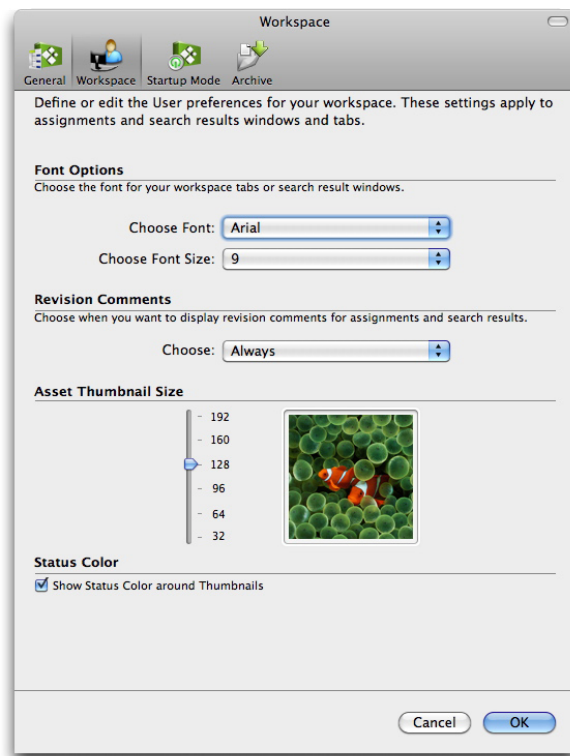 Workspace
General Workspace Startup Mode Archive
Define or edit the User preferences for your workspace. These settings apply to
assignments and search results windows and tabs.
Font Options
Choose the font for your workspace tabs or search result windows.
Choose Font: Arial
Choose Font Size: 9
Revision Comments
Choose when you want to display revision comments for assignments and search results.
Choose: Always
Asset Thumbnail Size
- 192
- 160
128
- 96
- 64
- 32
Status Color
Show Status Color around Thumbnails
Cancel OK